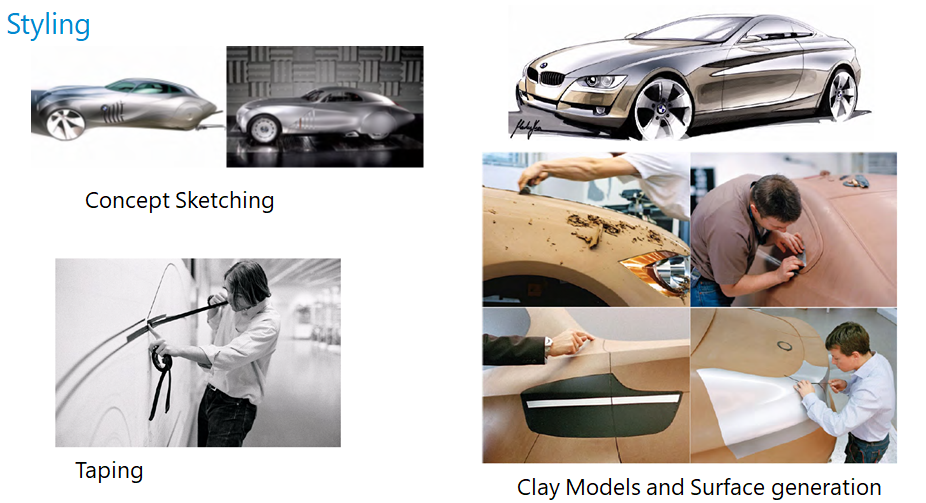 Styling
Concept Sketching
Taping
Clay Models and Surface generation